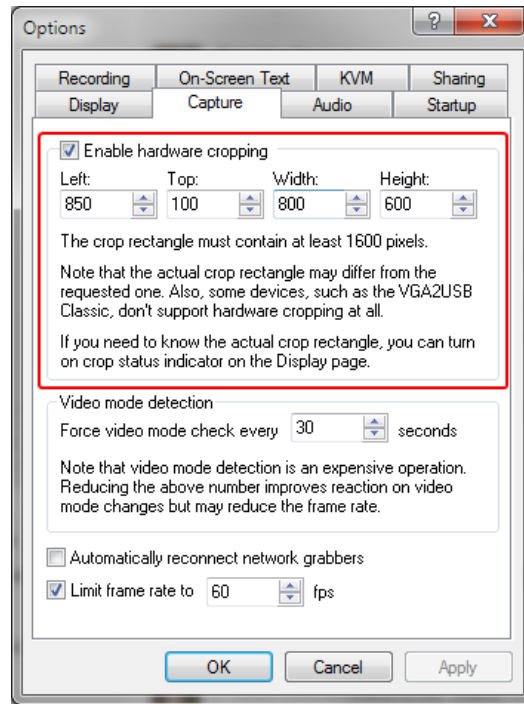 Options
?
X
Recording On-Screen Text KVM Sharing
Display Capture Audio Startup
Enable hardware cropping
Left: Top: Width: Height:
850 100 800 600
The crop rectangle must contain at least 1600 pixels.
Note that the actual crop rectangle may differ from the
requested one. Also, some devices, such as the VGA2USB
Classic, don't support hardware cropping at all.
If you need to know the actual crop rectangle, you can turn
on crop status indicator on the Display page.
Video mode detection
Force video mode check every 30 seconds
Note that video mode detection is an expensive operation.
Reducing the above number improves reaction on video
mode changes but may reduce the frame rate.
Automatically reconnect network grabbers
Limit frame rate to 60 fps
OK Cancel Apply